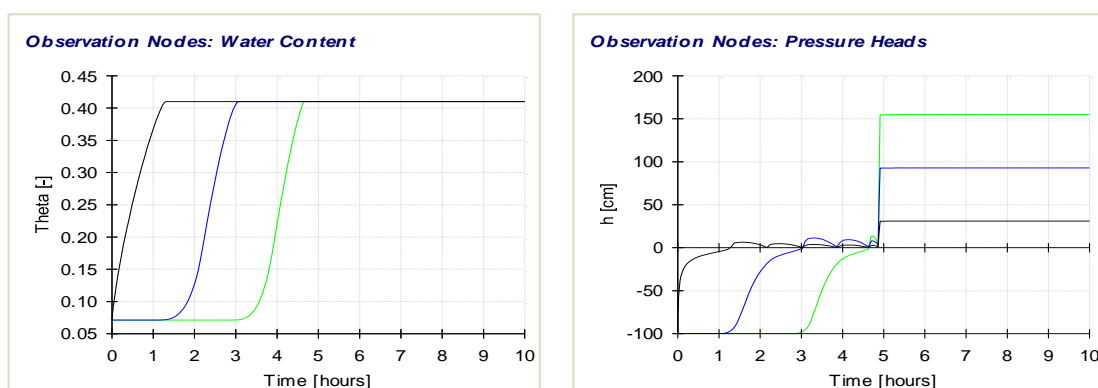 Observation Nodes: Water Content
0.45
0.40
0.35
0.30
0.25
0.20
0.15
0.10
0.05
Theta [-]
0 1 2 3 4 5 6 7 8 9 10
Time [hours]
Observation Nodes: Pressure Heads
200
150
100
50
0
-50
-100
h [cm]
0 1 2 3 4 5 6 7 8 9 10
Time [hours]